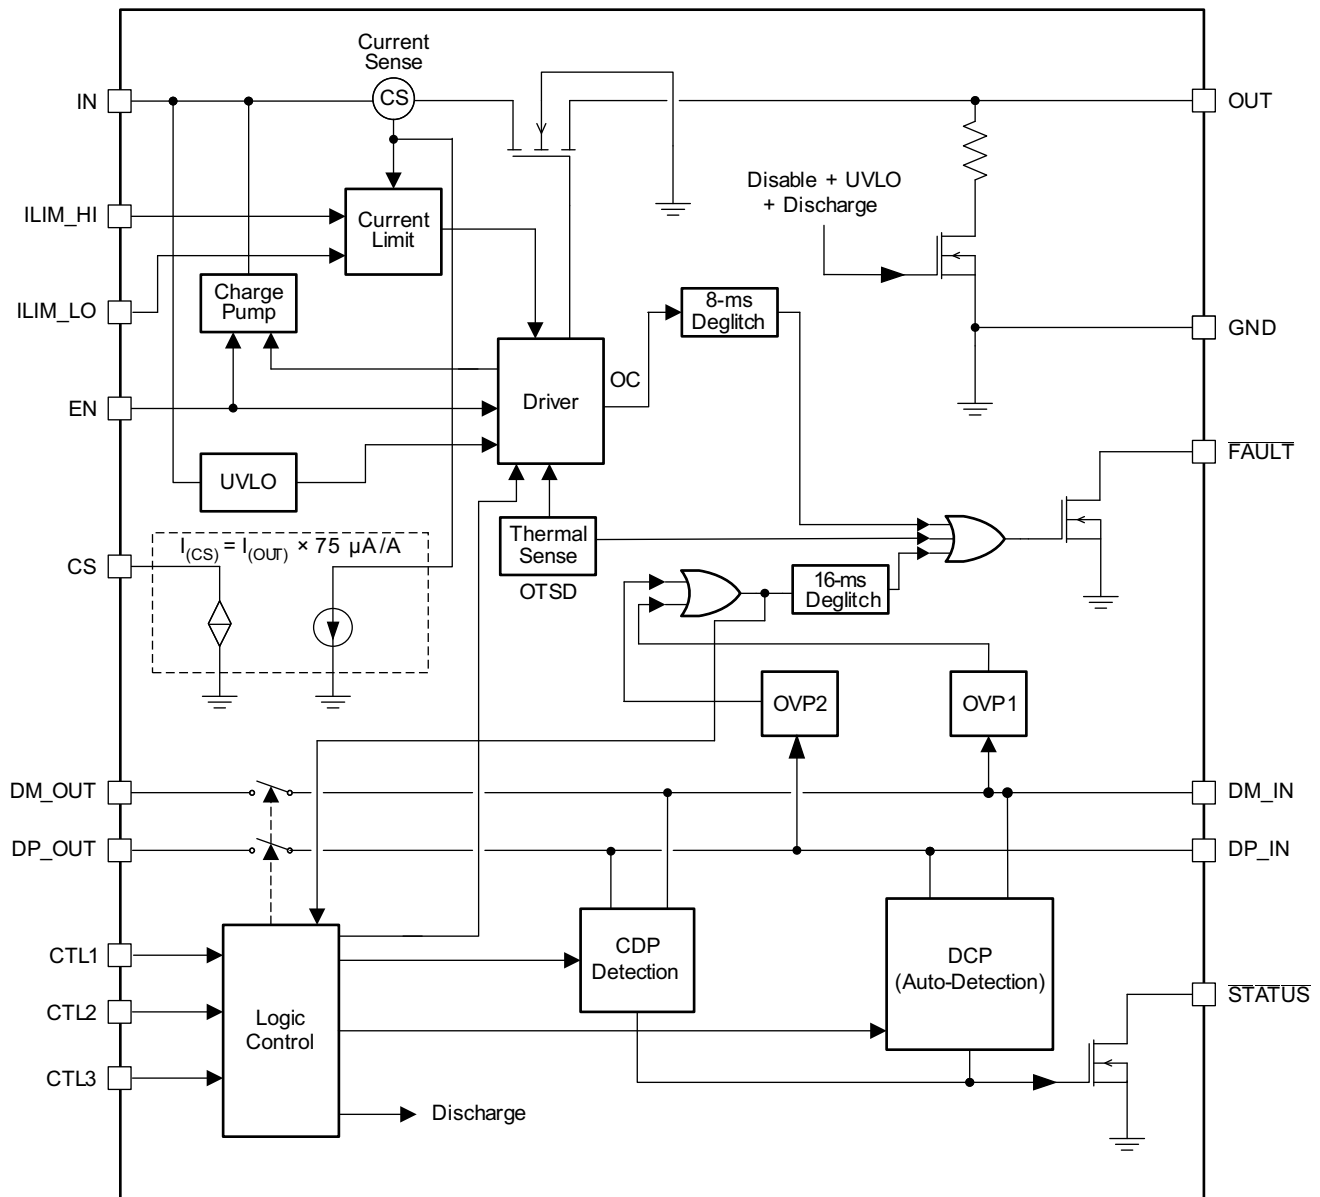 Current
Sense
IN
CS
OUT
Disable + UVLO
+ Discharge
ILIM_HI
Current
Limit
ILIM_LO
Charge
Pump
8-ms
Deglitch
GND
OC
EN
Driver
FAULT
UVLO
I(CS) = I(OUT) × 75 µA/A
Thermal
Sense
OTSD
CS
16-ms
Deglitch
OVP2
OVP1
DM_OUT
DM_IN
DP_OUT
DP_IN
CTL1
CDP
Detection
DCP
(Auto-Detection)
STATUS
CTL2
Logic
Control
CTL3
Discharge